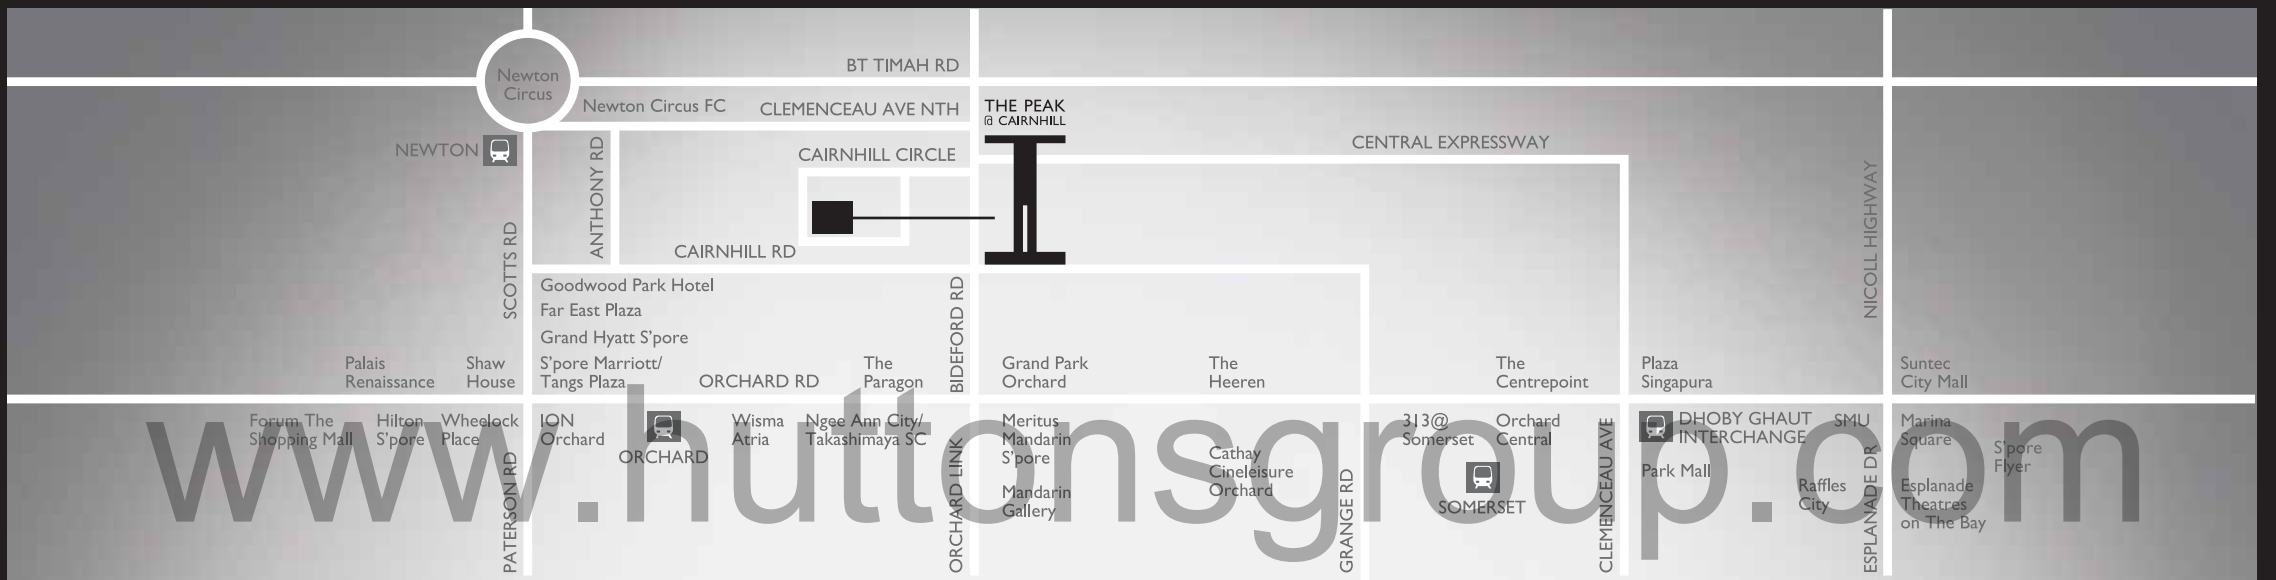 BT TIMAH RD
Newton
Circus
Newton Circus FC
CLEMENCEAU AVE NTH
THE PEAK
@ CAIRNHILL
NEWTON
ANTHONY RD
CAIRNHILL CIRCLE
CENTRAL EXPRESSWAY
NICOLL HIGHWAY
SCOTTS RD
CAIRNHILL RD
Goodwood Park Hotel
Far East Plaza
Grand Hyatt S'pore
BIDEFORD RD
Palais
Renaissance
Shaw
House
S'pore Marriott/
Tangs Plaza
ORCHARD RD
The
Paragon
Grand Park
Orchard
The
Heeren
The
Centrepoint
Plaza
Singapura
Suntec
City Mall
Forum The
Shopping Mall
Hilton
S'pore
Wheelock
Place
ION
Orchard
ORCHARD
Wisma
Atria
Ngee Ann City/
Takashimaya SC
Meritus
Mandarin
S'pore
Mandarin
Gallery
Cathay
Cineleisure
Orchard
313@
Somerset
Orchard
Central
SOMERSET
DHOBY GHAUT
INTERCHANGE
SMU
Park Mall
Raffles
City
Marina
Square
S'pore
Flyer
Esplanade
Theatres
on The Bay
PATERSON RD
ORCHARD LINK
GRANGE RD
CLEMENCEAU AVE
ESPLANADE DR
www.huttonsgroup.com